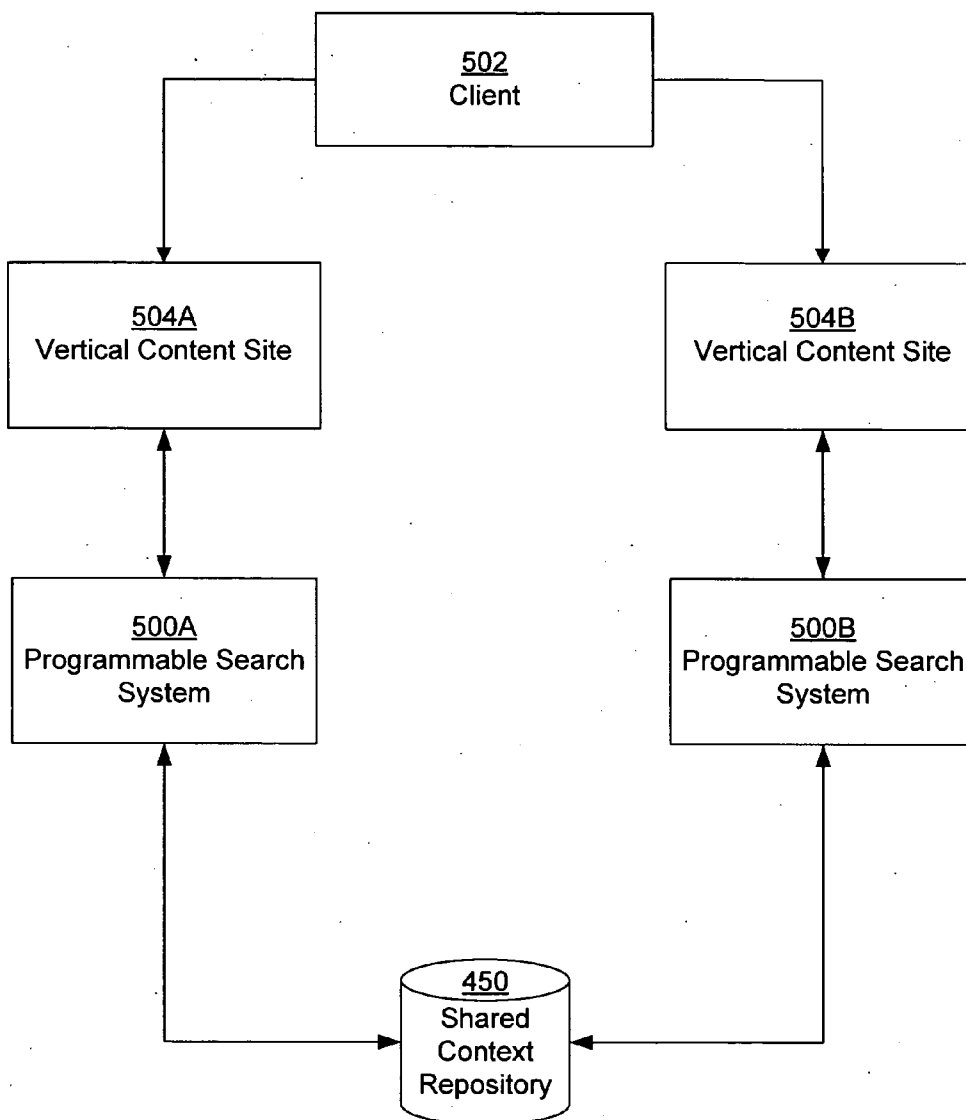 502
Client
504A
Vertical Content Site
504B
Vertical Content Site
500A
Programmable Search
System
500B
Programmable Search
System
450
Shared
Context
Repository